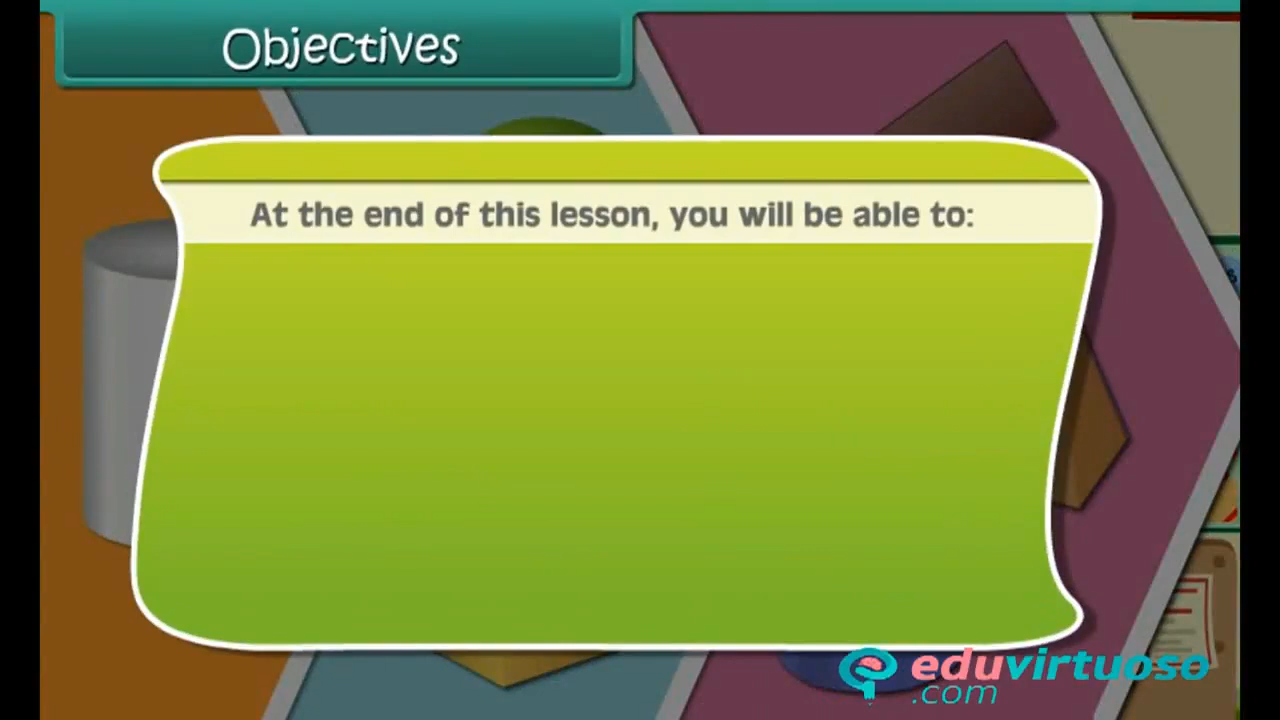 Objectives
At the end of this lesson, you will be able to:
eduvirtuoso
.com